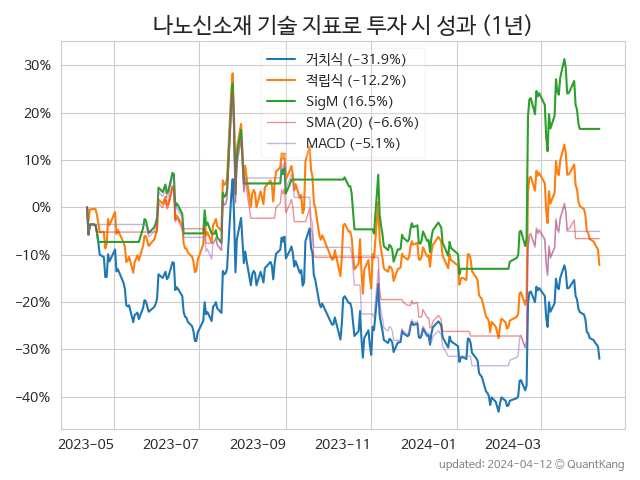 나노신소재 기술 지표로 투자 시 성과 (1년)
거치식 (−31.9%)
적립식 (−12.2%)
SigM (16.5%)
SMA(20) (−6.6%)
MACD (−5.1%)
30%
20%
10%
0%
−10%
−20%
−30%
−40%
2023−05 2023−07 2023−09 2023−11 2024−01 2024−03
updated: 2024-04-12 © QuantKang